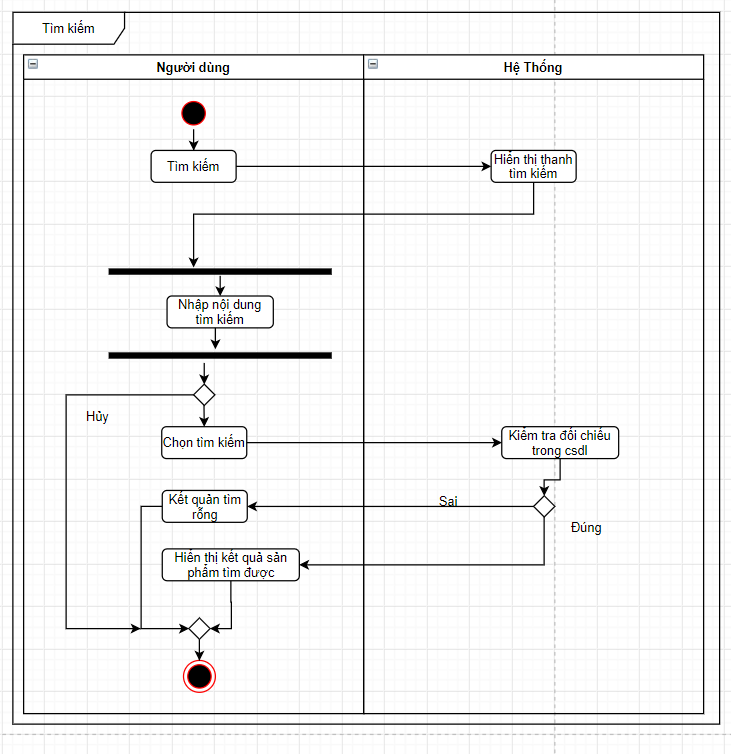 Tìm kiếm
Người dùng
Hệ Thống
Tìm kiếm
Hiển thị thanh
tìm kiếm
Nhập nội dung
tìm kiếm
Hủy
Chọn tìm kiếm
Kiểm tra đối chiếu
trong csdl
Kết quản tìm
rỗng
Sai
Đúng
Hiển thị kết quả sản
phẩm tìm được